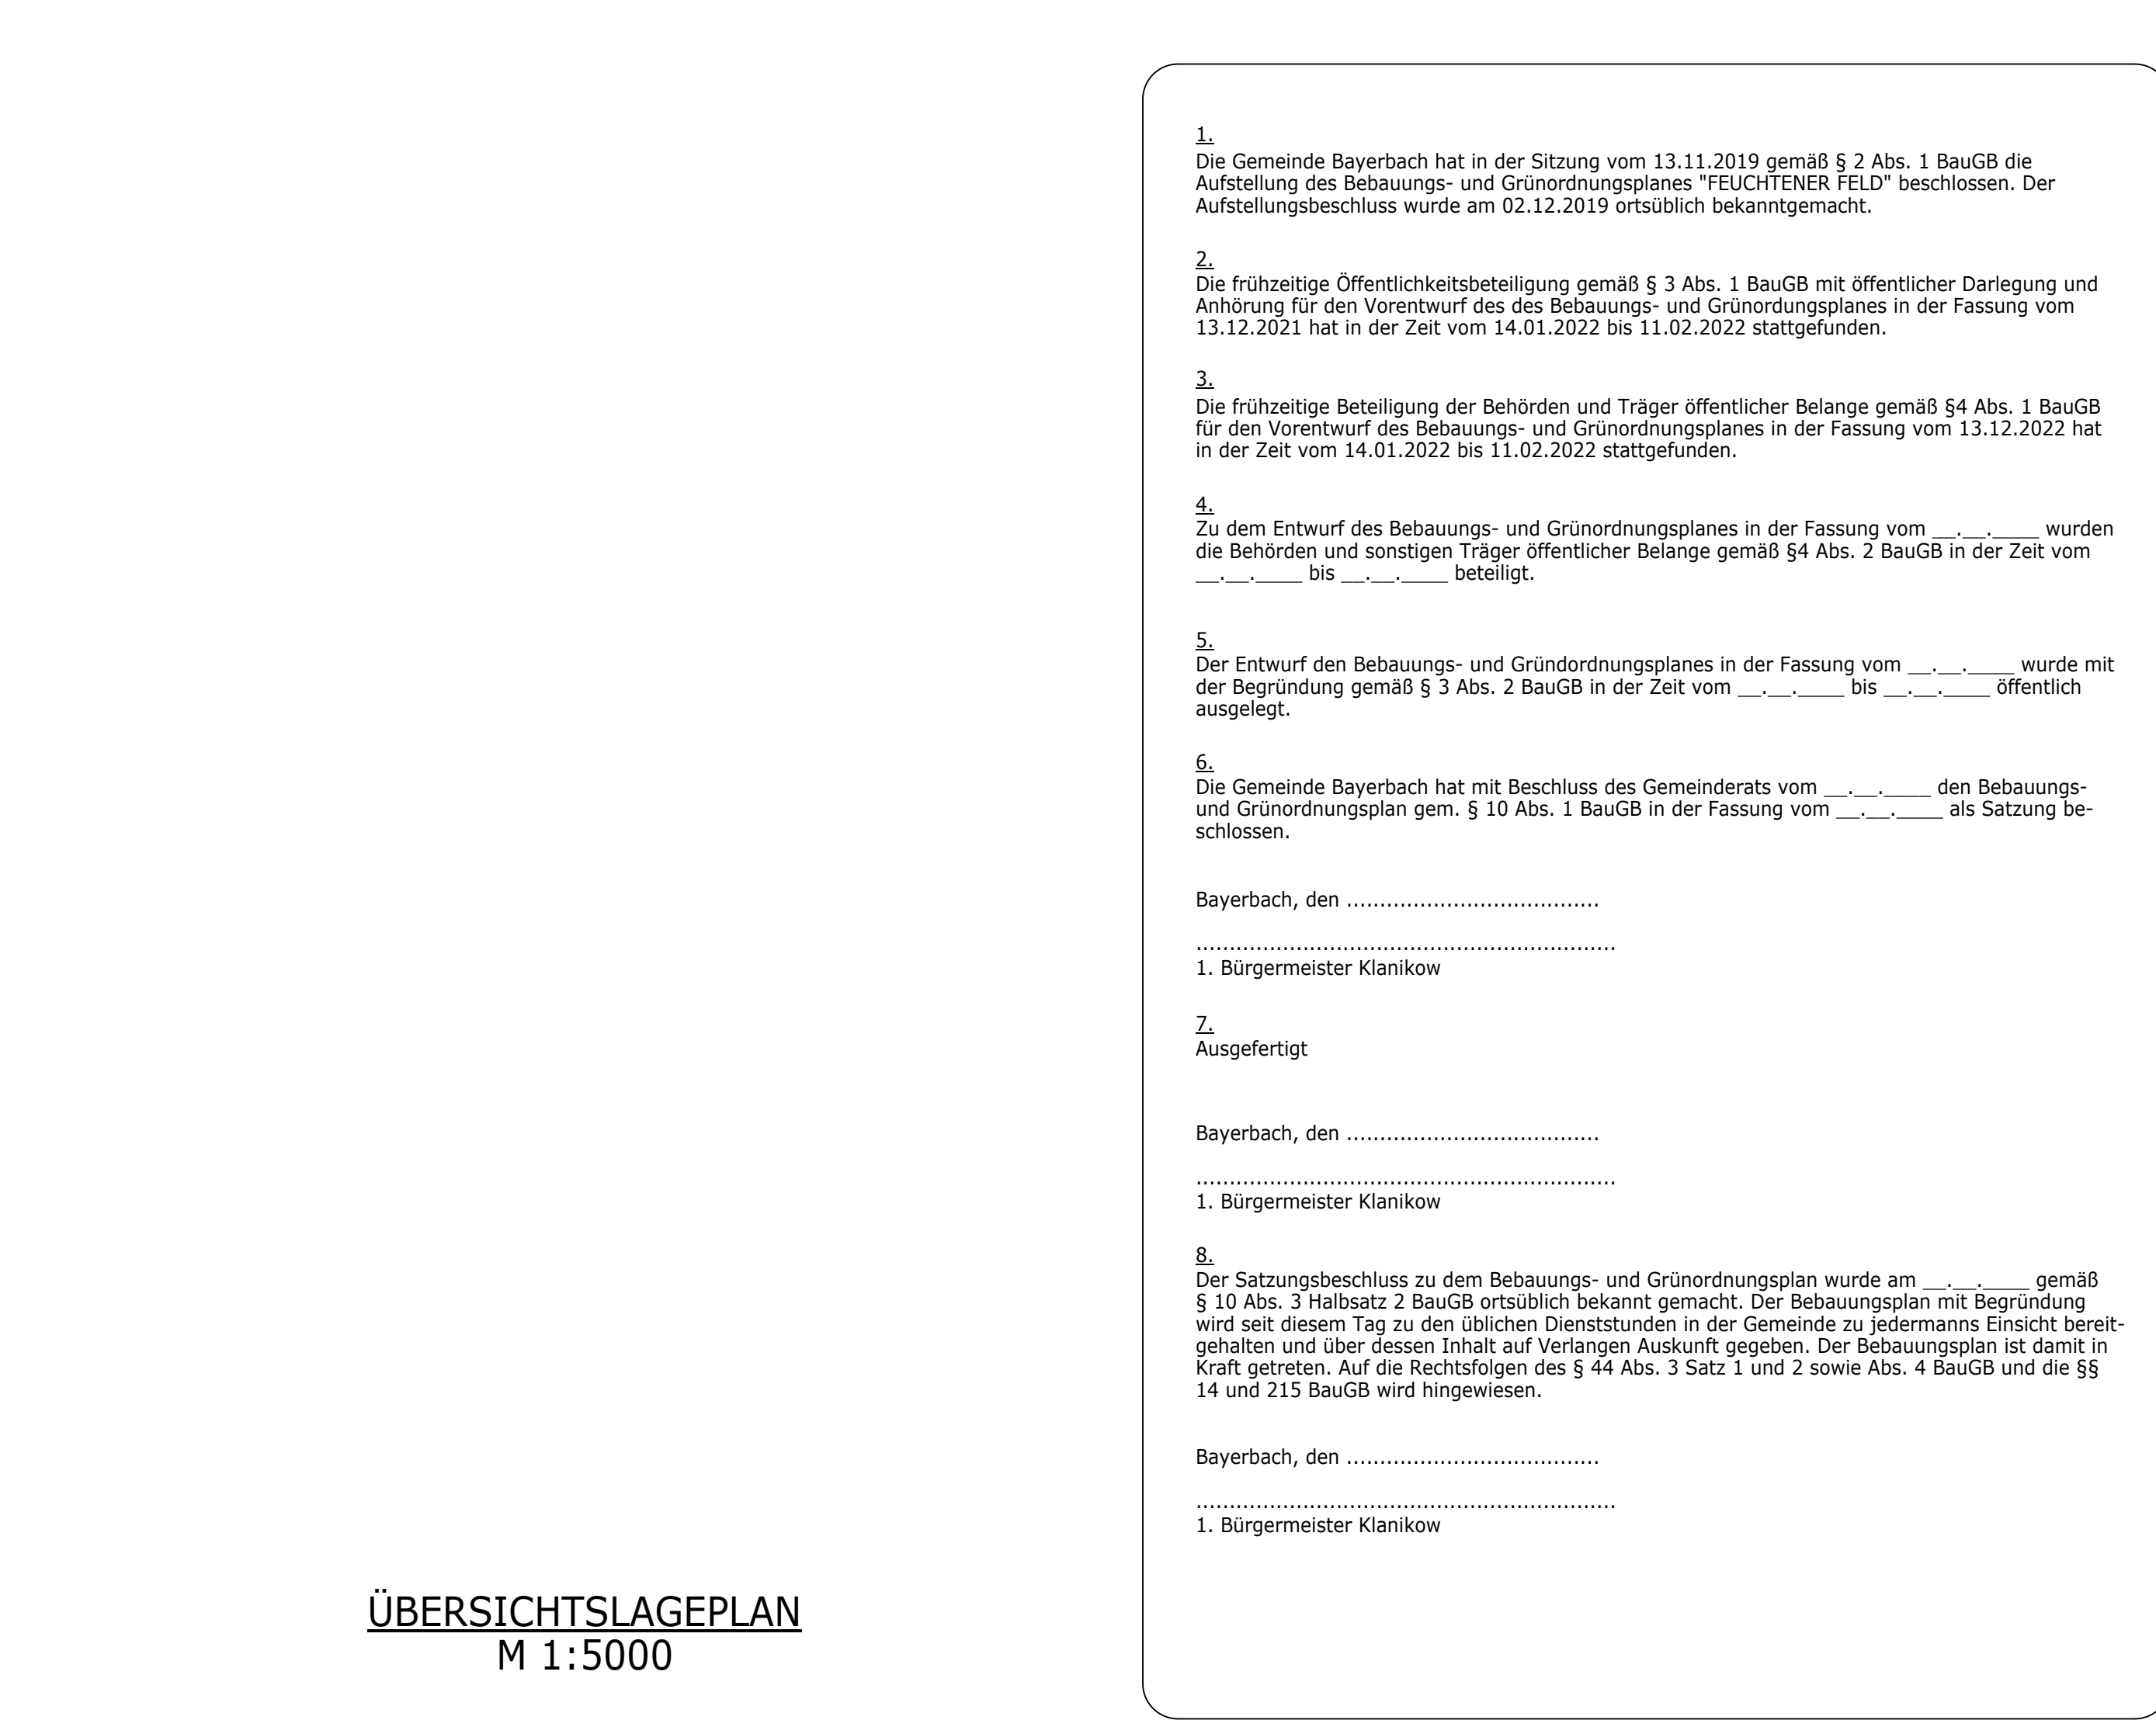 1.
Die Gemeinde Bayerbach hat in der Sitzung vom 13.11.2019 gemäß § 2 Abs. 1 BauGB die
Aufstellung des Bebauungs- und Grünordnungsplanes "FEUCHTENER FELD" beschlossen. Der
Aufstellungsbeschluss wurde am 02.12.2019 ortsüblich bekanntgemacht.
2.
Die frühzeitige Öffentlichkeitsbeteiligung gemäß § 3 Abs. 1 BauGB mit öffentlicher Darlegung und
Anhörung für den Vorentwurf des des Bebauungs- und Grünordungsplanes in der Fassung vom
13.12.2021 hat in der Zeit vom 14.01.2022 bis 11.02.2022 stattgefunden.
3.
Die frühzeitige Beteiligung der Behörden und Träger öffentlicher Belange gemäß §4 Abs. 1 BauGB
für den Vorentwurf des Bebauungs- und Grünordnungsplanes in der Fassung vom 13.12.2022 hat
in der Zeit vom 14.01.2022 bis 11.02.2022 stattgefunden.
4.
Zu dem Entwurf des Bebauungs- und Grünordnungsplanes in der Fassung vom __.__.____ wurden
die Behörden und sonstigen Träger öffentlicher Belange gemäß §4 Abs. 2 BauGB in der Zeit vom
__.__.____ bis __.__.____ beteiligt.
5.
Der Entwurf den Bebauungs- und Gründordnungsplanes in der Fassung vom __.__.____ wurde mit
der Begründung gemäß § 3 Abs. 2 BauGB in der Zeit vom __.__.____ bis __.__.____ öffentlich
ausgelegt.
6.
Die Gemeinde Bayerbach hat mit Beschluss des Gemeinderats vom __.__.____ den Bebauungs-
und Grünordnungsplan gem. § 10 Abs. 1 BauGB in der Fassung vom __.__.____ als Satzung be-
schlossen.
Bayerbach, den ......................................
...............................................................
1. Bürgermeister Klanikow
7.
Ausgefertigt
Bayerbach, den ......................................
...............................................................
1. Bürgermeister Klanikow
8.
Der Satzungsbeschluss zu dem Bebauungs- und Grünordnungsplan wurde am __.__.____ gemäß
§ 10 Abs. 3 Halbsatz 2 BauGB ortsüblich bekannt gemacht. Der Bebauungsplan mit Begründung
wird seit diesem Tag zu den üblichen Dienststunden in der Gemeinde zu jedermanns Einsicht bereit-
gehalten und über dessen Inhalt auf Verlangen Auskunft gegeben. Der Bebauungsplan ist damit in
Kraft getreten. Auf die Rechtsfolgen des § 44 Abs. 3 Satz 1 und 2 sowie Abs. 4 BauGB und die §§
14 und 215 BauGB wird hingewiesen.
Bayerbach, den ......................................
...............................................................
1. Bürgermeister Klanikow
ÜBERSICHTSLAGEPLAN
M 1:5000